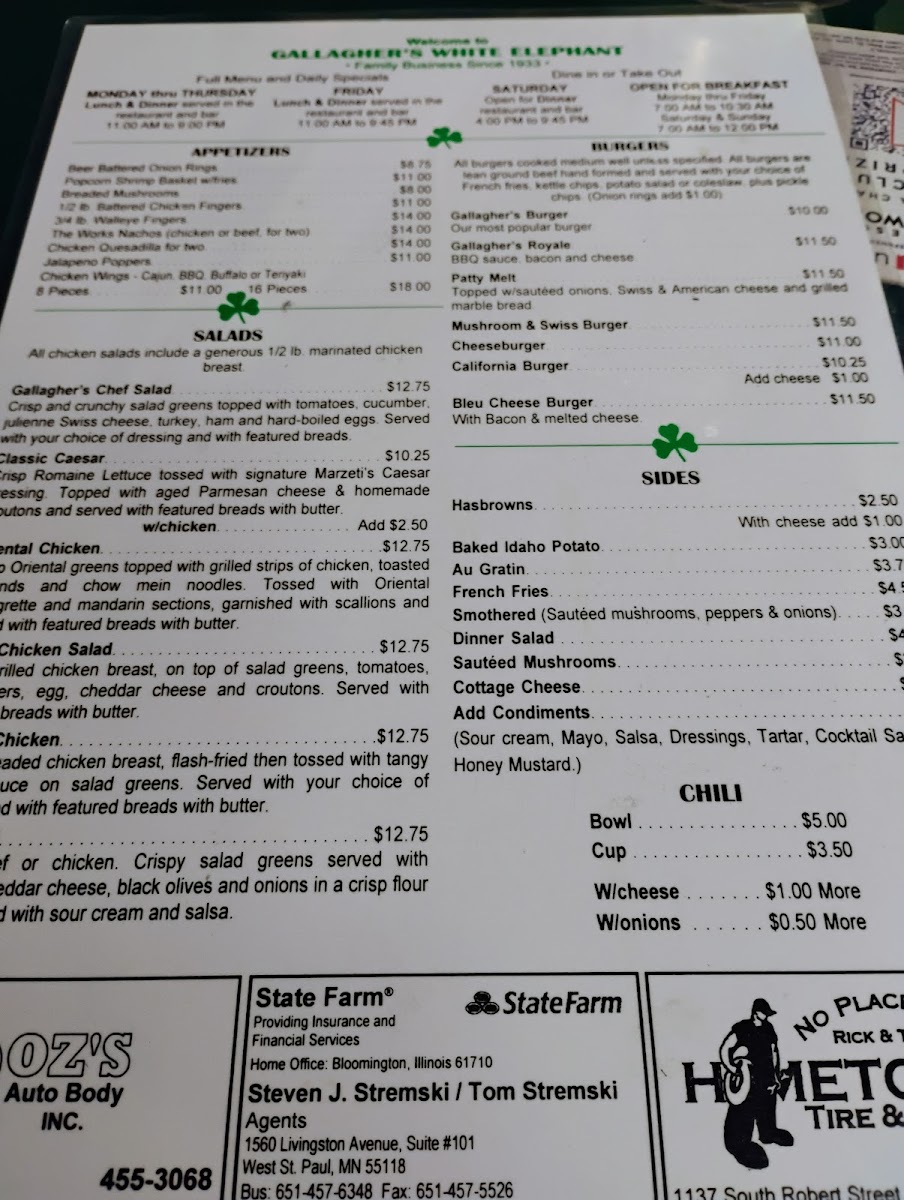 Welcome to
GALLAGHER'S WHITE ELEPHANT
· Family Business Since 1933 ·
Full Menu and Daily Specials
Dine in or Take Out
MONDAY thru THURSDAY
Lunch & Dinner served in the
restaurant and bar
11:00 AM to 9:00 PM
FRIDAY
Lunch & Dinner served in the
restaurant and bar
11:00 AM to 9:45 PM
SATURDAY
Open for Dinner
restaurant and bar
4:00 PM to 9:45 PM
OPEN FOR BREAKFAST
Monday thru Friday
7:00 AM to 10:30 AM
Saturday & Sunday
7:00 AM to 12:00 PM
APPETIZERS
Beer Battered Onion Rings $8.75
Popcorn Shrimp Basket w/fries $11.00
Breaded Mushrooms $8.00
1/2 lb. Battered Chicken Fingers $11.00
3/4 lb. Walleye Fingers $14.00
The Works Nachos (chicken or beef, for two) $14.00
Chicken Quesadilla for two $14.00
Jalapeno Poppers $11.00
Chicken Wings - Cajun, BBQ, Buffalo or Teriyaki
8 Pieces $11.00 16 Pieces $18.00
SALADS
All chicken salads include a generous 1/2 lb. marinated chicken
breast.
Gallagher's Chef Salad $12.75
Crisp and crunchy salad greens topped with tomatoes, cucumber,
julienne Swiss cheese, turkey, ham and hard-boiled eggs. Served
with your choice of dressing and with featured breads.
Classic Caesar $10.25
Crisp Romaine Lettuce tossed with signature Marzeti's Caesar
essing. Topped with aged Parmesan cheese & homemade
outons and served with featured breads with butter.
w/chicken Add $2.50
ental Chicken $12.75
o Oriental greens topped with grilled strips of chicken, toasted
nds and chow mein noodles. Tossed with Oriental
grette and mandarin sections, garnished with scallions and
d with featured breads with butter.
Chicken Salad $12.75
rilled chicken breast, on top of salad greens, tomatoes,
ers, egg, cheddar cheese and croutons. Served with
breads with butter.
Chicken $12.75
eaded chicken breast, flash-fried then tossed with tangy
uce on salad greens. Served with your choice of
d with featured breads with butter.
$12.75
ef or chicken. Crispy salad greens served with
eddar cheese, black olives and onions in a crisp flour
d with sour cream and salsa.
BURGERS
All burgers cooked medium well unless specified. All burgers are
lean ground beef hand formed and served with your choice of
French fries, kettle chips, potato salad or coleslaw, plus pickle
chips. (Onion rings add $1.00)
Gallagher's Burger $10.00
Our most popular burger
Gallagher's Royale $11.50
BBQ sauce, bacon and cheese
Patty Melt $11.50
Topped w/sautéed onions, Swiss & American cheese and grilled
marble bread.
Mushroom & Swiss Burger $11.50
Cheeseburger $11.00
California Burger $10.25
Add cheese $1.00
Bleu Cheese Burger $11.50
With Bacon & melted cheese.
SIDES
Hasbrowns $2.50
With cheese add $1.00
Baked Idaho Potato $3.00
Au Gratin $3.7
French Fries $4.5
Smothered (Sautéed mushrooms, peppers & onions) $3
Dinner Salad $4
Sautéed Mushrooms $
Cottage Cheese $
Add Condiments
(Sour cream, Mayo, Salsa, Dressings, Tartar, Cocktail Sa
Honey Mustard.)
CHILI
Bowl $5.00
Cup $3.50
W/cheese $1.00 More
W/onions $0.50 More
OZ'S
Auto Body
INC.
455-3068
State Farm®
StateFarm
Providing Insurance and
Financial Services
Home Office: Bloomington, Illinois 61710
Steven J. Stremski / Tom Stremski
Agents
1560 Livingston Avenue, Suite #101
West St. Paul, MN 55118
Bus: 651-457-6348 Fax: 651-457-5526
NO PLACE
RICK & T
HOMETO
TIRE &
1137 South Robert Street